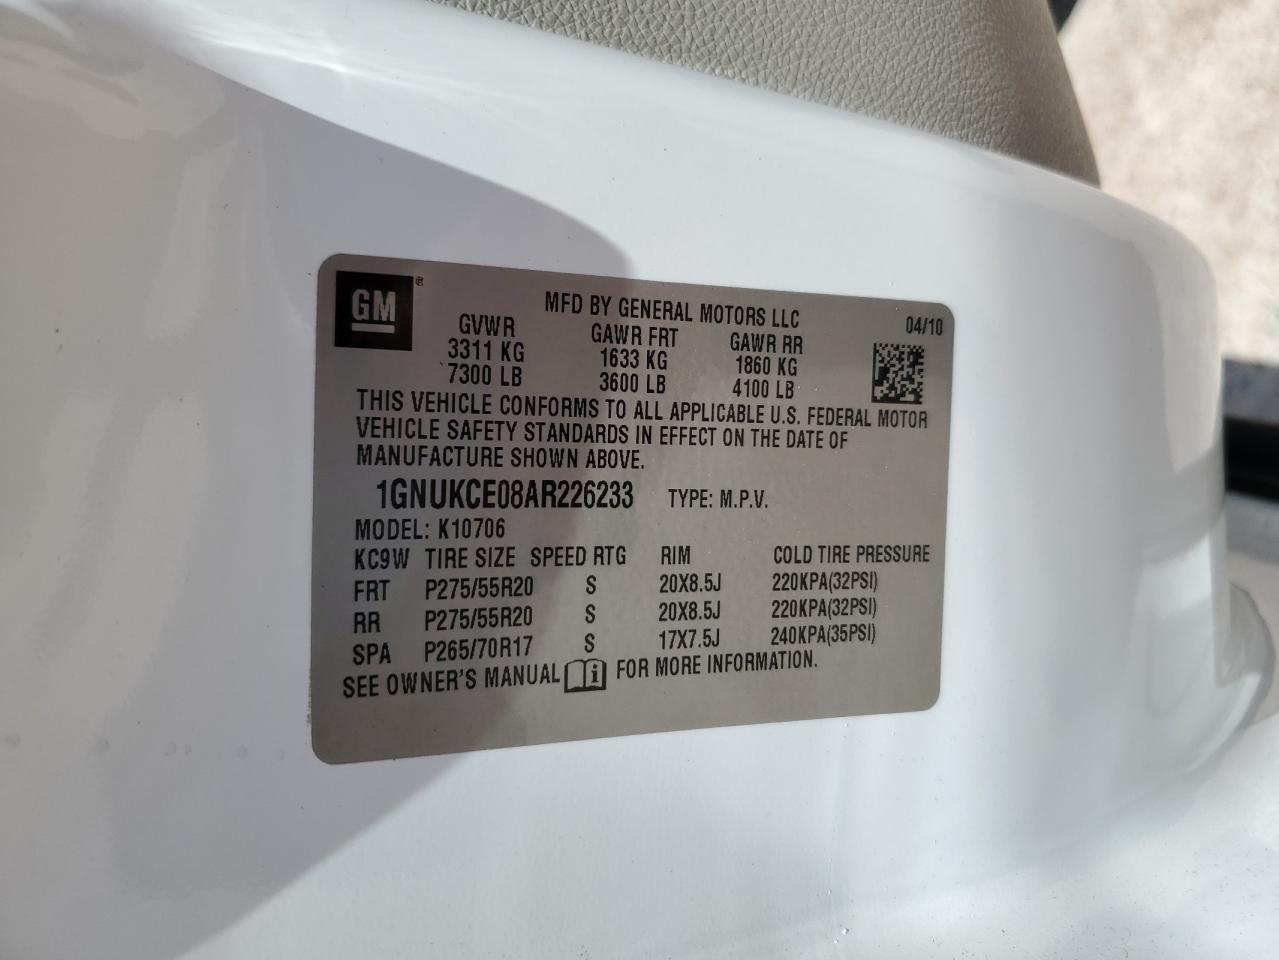 GM ®
MFD BY GENERAL MOTORS LLC 04/10
GVWR GAWR FRT GAWR RR
3311 KG 1633 KG 1860 KG
7300 LB 3600 LB 4100 LB
THIS VEHICLE CONFORMS TO ALL APPLICABLE U.S. FEDERAL MOTOR
VEHICLE SAFETY STANDARDS IN EFFECT ON THE DATE OF
MANUFACTURE SHOWN ABOVE.
1GNUKCE08AR226233 TYPE: M.P.V.
MODEL: K10706
KC9W TIRE SIZE SPEED RTG RIM COLD TIRE PRESSURE
FRT P275/55R20 S 20X8.5J 220KPA(32PSI)
RR P275/55R20 S 20X8.5J 220KPA(32PSI)
SPA P265/70R17 S 17X7.5J 240KPA(35PSI)
SEE OWNER'S MANUAL i FOR MORE INFORMATION.